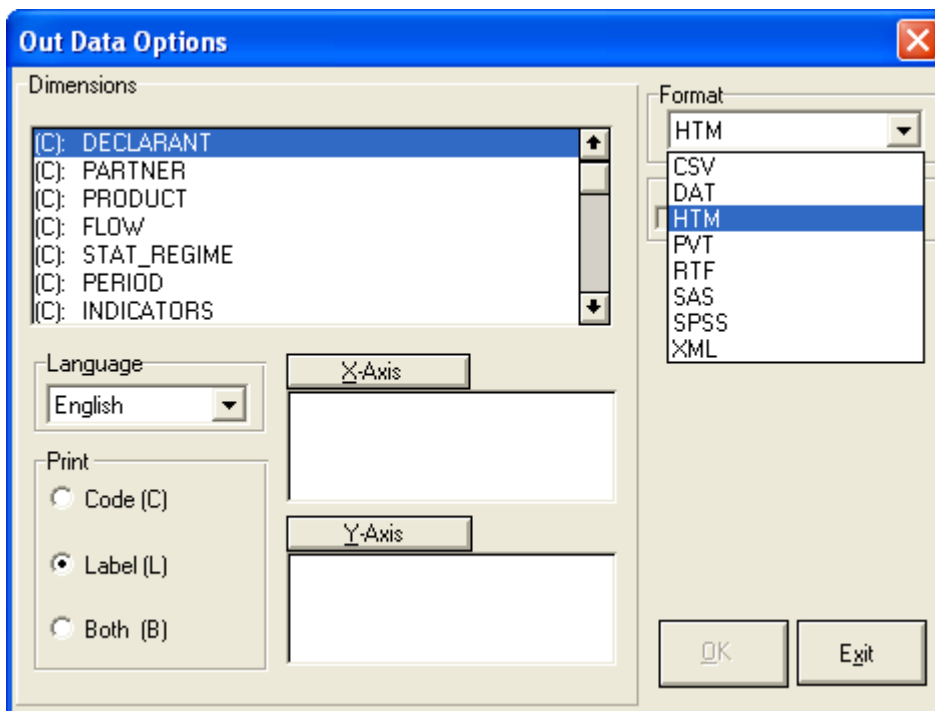 Out Data Options
Dimensions
(C): DECLARANT
(C): PARTNER
(C): PRODUCT
(C): FLOW
(C): STAT_REGIME
(C): PERIOD
(C): INDICATORS
Format
HTM
CSV
DAT
HTM
PVT
RTF
SAS
SPSS
XML
Language
English
Print
Code (C)
Label (L)
Both (B)
X-Axis
Y-Axis
OK
Exit